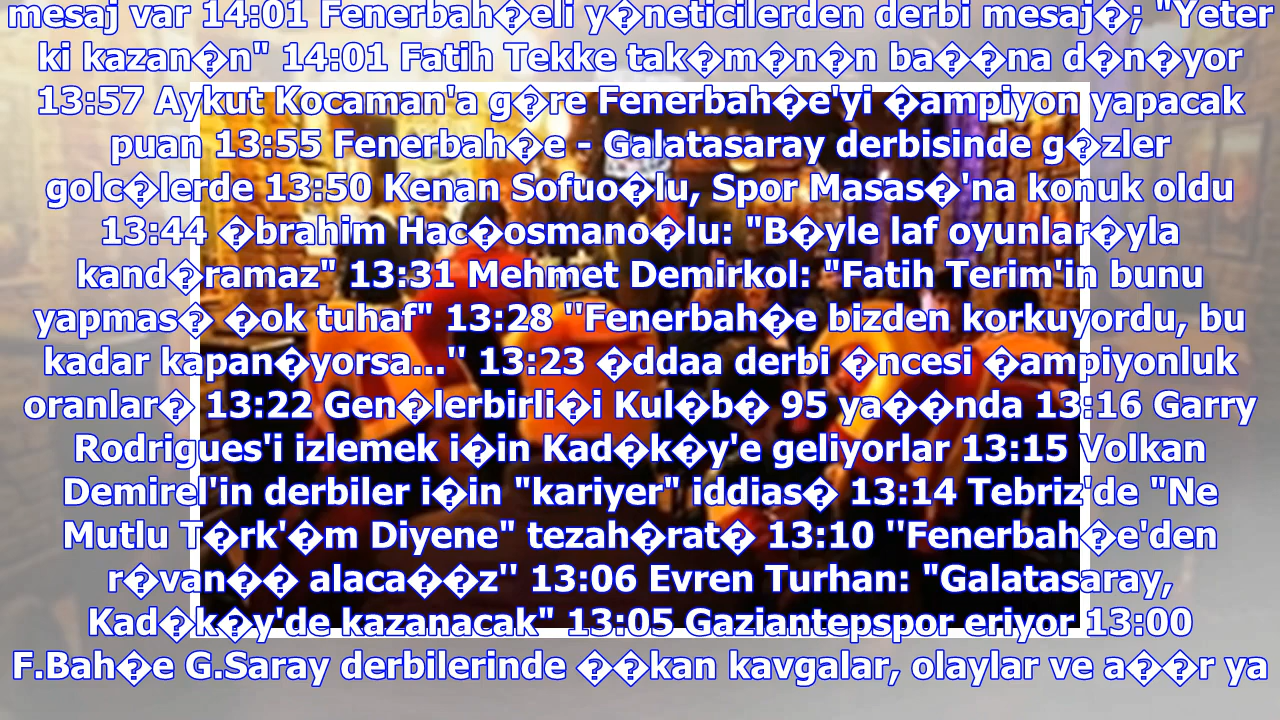 mesaj var 14:01 Fenerbah�eli y�neticilerden derbi mesaj�; "Yeter
ki kazan�n" 14:01 Fatih Tekke tak�m�n�n ba��na d�n�yor
13:57 Aykut Kocaman'a g�re Fenerbah�e'yi �ampiyon yapacak
puan 13:55 Fenerbah�e - Galatasaray derbisinde g�zler
golc�lerde 13:50 Kenan Sofuo�lu, Spor Masas�'na konuk oldu
13:44 �brahim Hac�osmano�lu: "B�yle laf oyunlar�yla
kand�ramaz" 13:31 Mehmet Demirkol: "Fatih Terim'in bunu
yapmas� �ok tuhaf" 13:28 ''Fenerbah�e bizden korkuyordu, bu
kadar kapan�yorsa...'' 13:23 �ddaa derbi �ncesi �ampiyonluk
oranlar� 13:22 Gen�lerbirli�i Kul�b� 95 ya��nda 13:16 Garry
Rodrigues'i izlemek i�in Kad�k�y'e geliyorlar 13:15 Volkan
Demirel'in derbiler i�in "kariyer" iddias� 13:14 Tebriz'de "Ne
Mutlu T�rk'�m Diyene" tezah�rat� 13:10 ''Fenerbah�e'den
r�van�� alaca��z'' 13:06 Evren Turhan: "Galatasaray,
Kad�k�y'de kazanacak" 13:05 Gaziantepspor eriyor 13:00
F.Bah�e G.Saray derbilerinde ��kan kavgalar, olaylar ve a��r ya